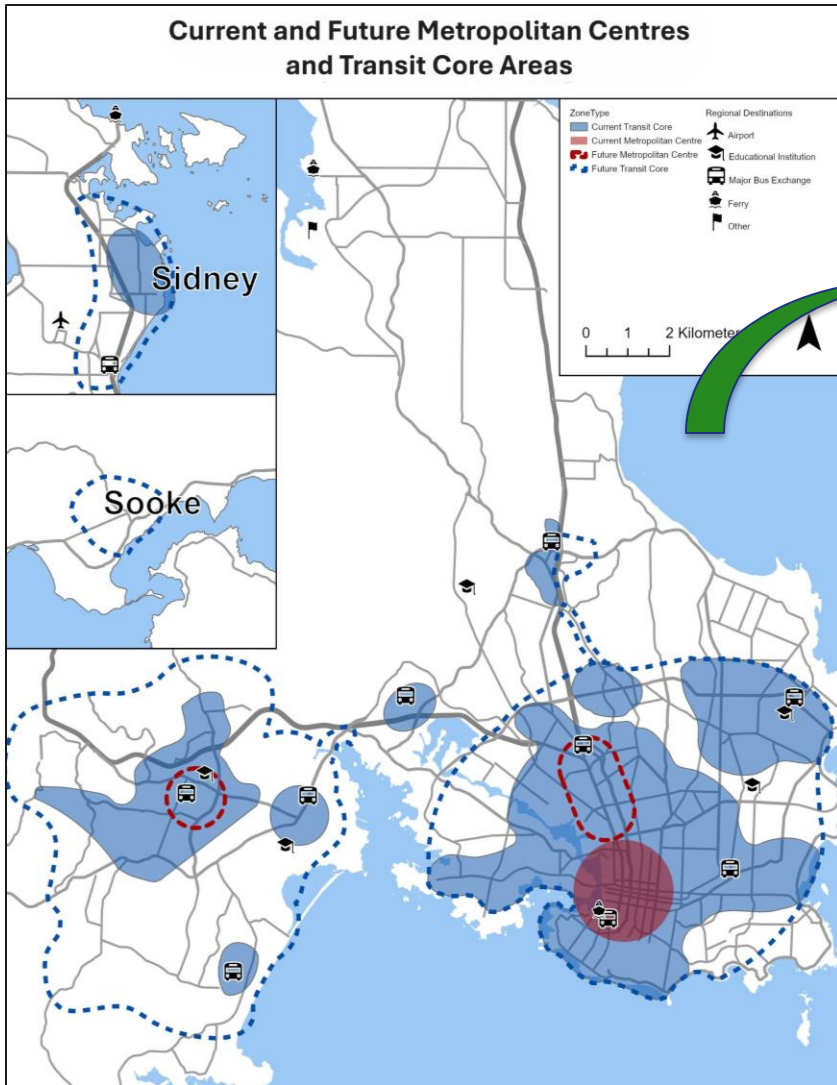 Current and Future Metropolitan Centres
and Transit Core Areas
ZoneType
Current Transit Core
Current Metropolitan Centre
Future Metropolitan Centre
Future Transit Core
Regional Destinations
Airport
Educational Institution
Major Bus Exchange
Ferry
Other
0 1 2 Kilometer
Sidney
Sooke